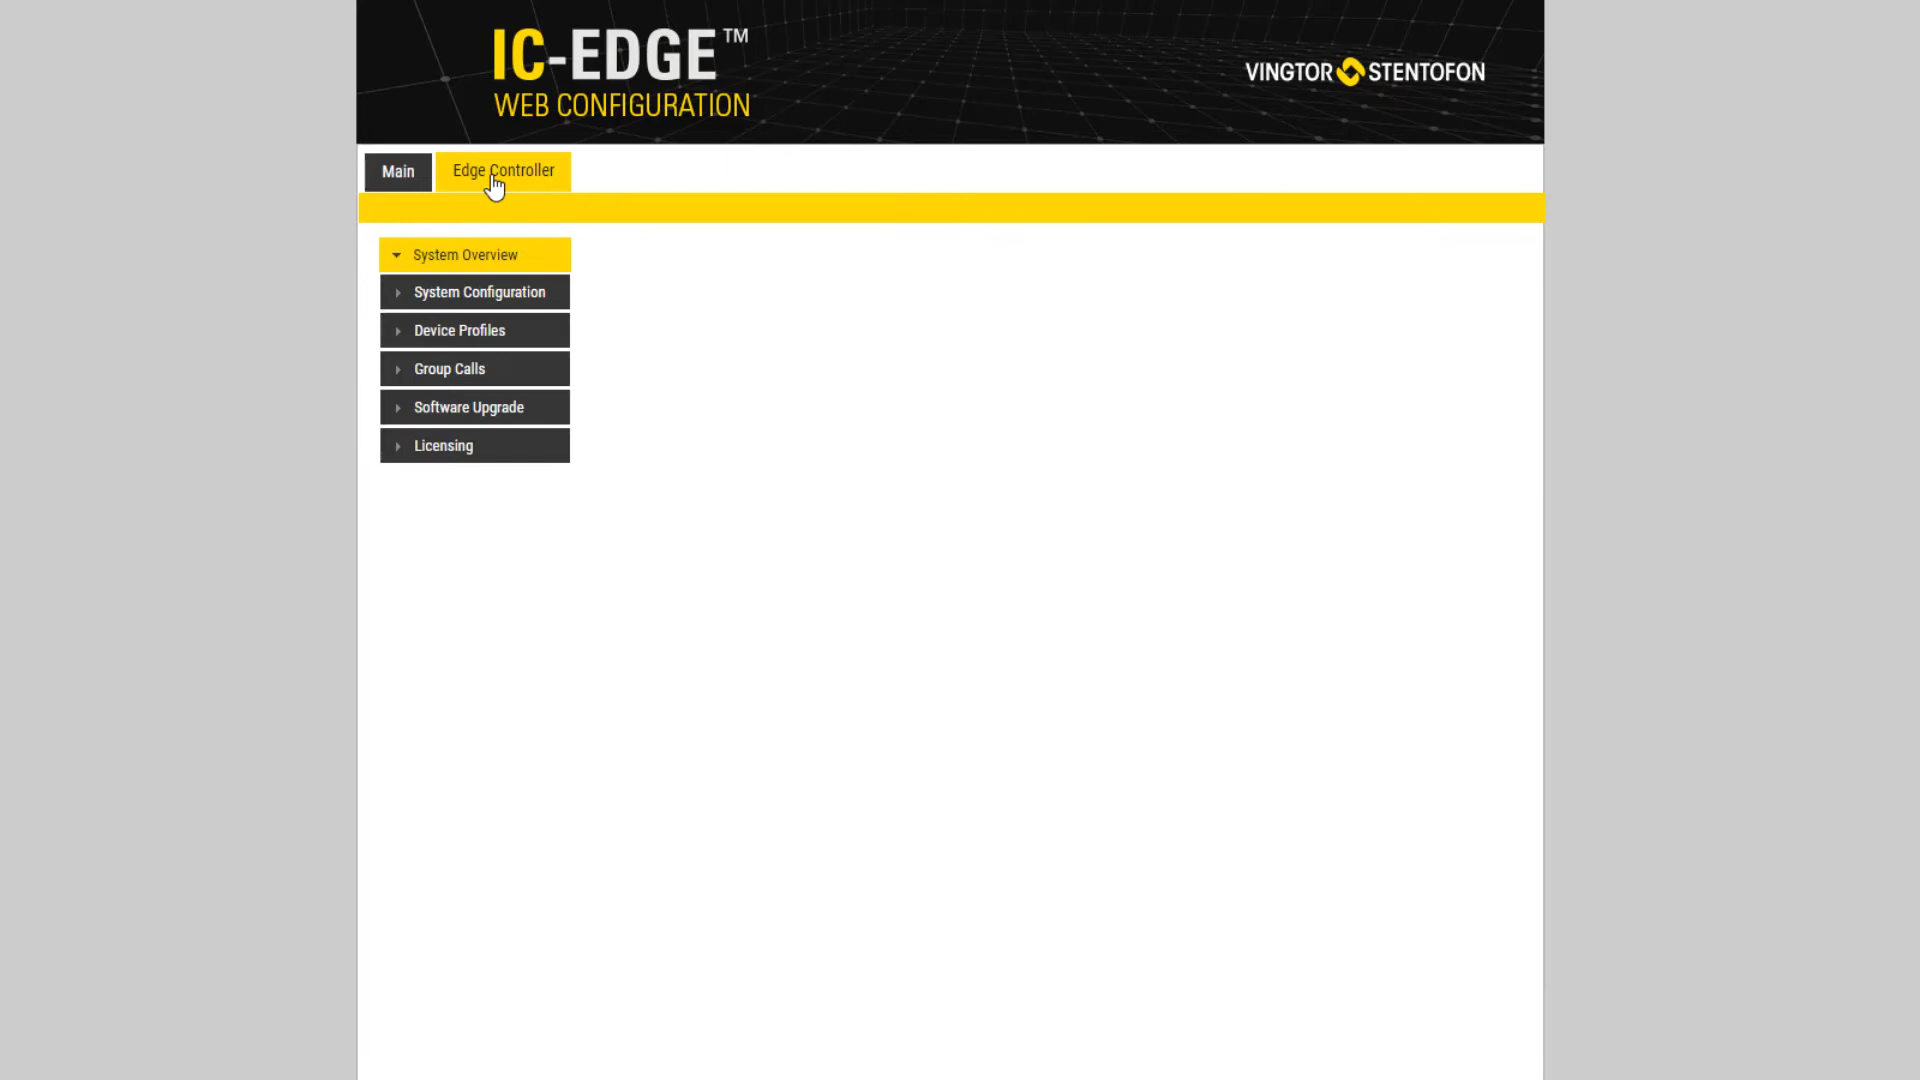 IC-EDGE™
WEB CONFIGURATION
VINGTOR STENTOFON
Main
Edge Controller
System Overview
System Configuration
Device Profiles
Group Calls
Software Upgrade
Licensing